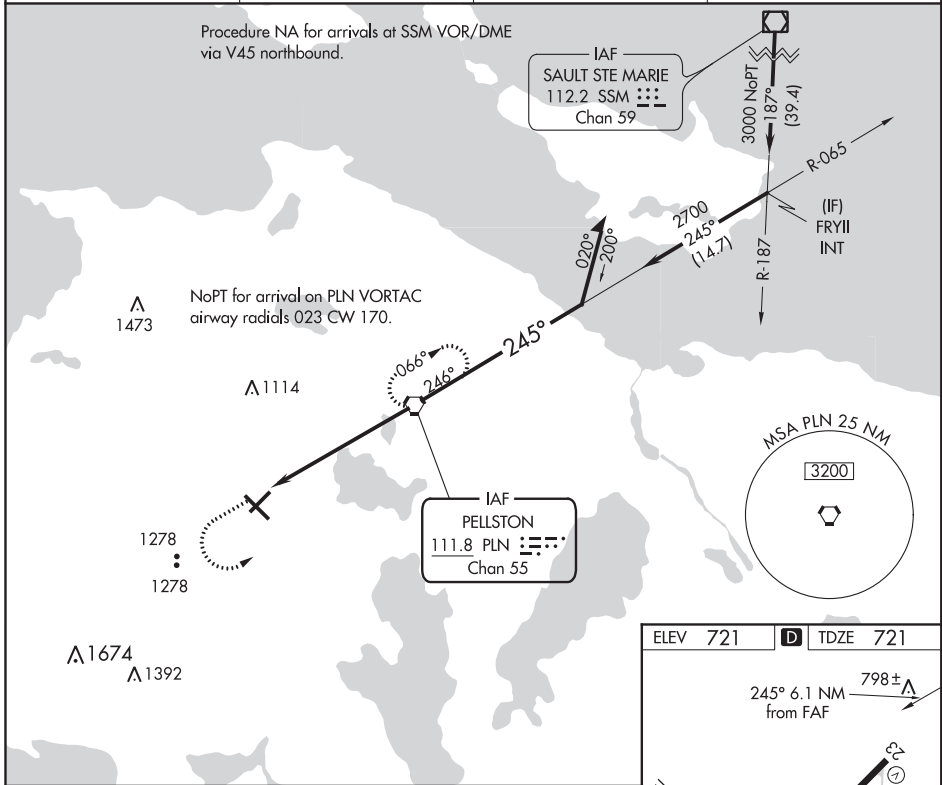 Procedure NA for arrivals at SSM VOR/DME
via V45 northbound.
IAF
SAULT STE MARIE
112.2 SSM
Chan 59
3000 NoPT
187°
(39.4)
R-065
(IF)
FRYII
INT
2700
245°
(14.7)
R-187
020°
200°
NoPT for arrival on PLN VORTAC
airway radials 023 CW 170.
1473
1114
245°
066°
246°
MSA PLN 25 NM
3200
IAF
PELLSTON
111.8 PLN
Chan 55
1278
1278
1674
1392
ELEV 721 D TDZE 721
798±
245° 6.1 NM
from FAF
23
V